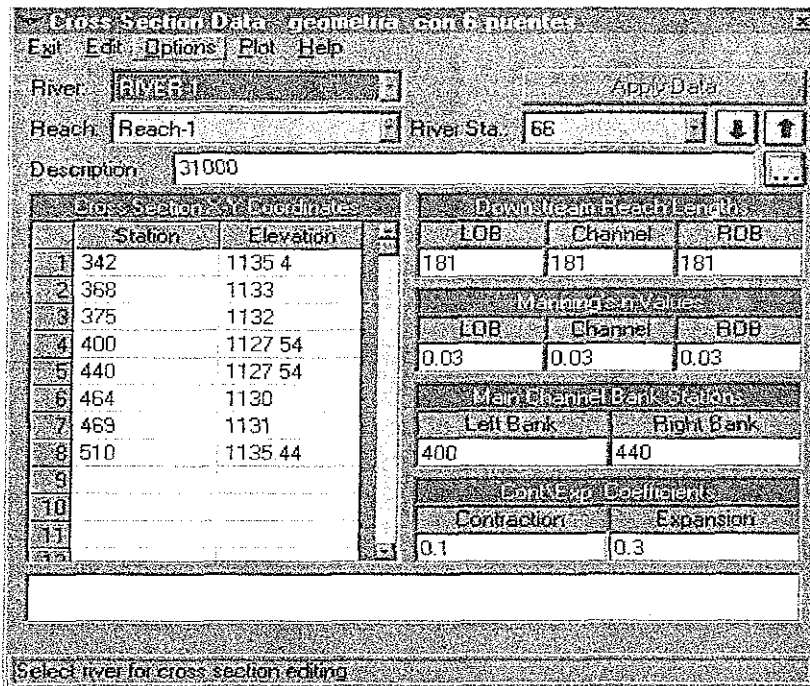 Cross Section Data - geometria con 6 puentes
Exit Edit Options Plot Help
River: RIVER-1 Apply Data
Reach: Reach-1 River Sta.: 66
Description 31000 ...
Cross Section X-Y Coordinates
Station Elevation
1 342 1135.4
2 368 1133
3 375 1132
4 400 1127.54
5 440 1127.54
6 464 1130
7 469 1131
8 510 1135.44
9
10
11
12
Downstream Reach Lengths
LOB Channel ROB
181 181 181
Manning's n Values
LOB Channel ROB
0.03 0.03 0.03
Main Channel Bank Stations
Left Bank Right Bank
400 440
Cont\Exp Coefficients
Contraction Expansion
0.1 0.3
Select river for cross section editing